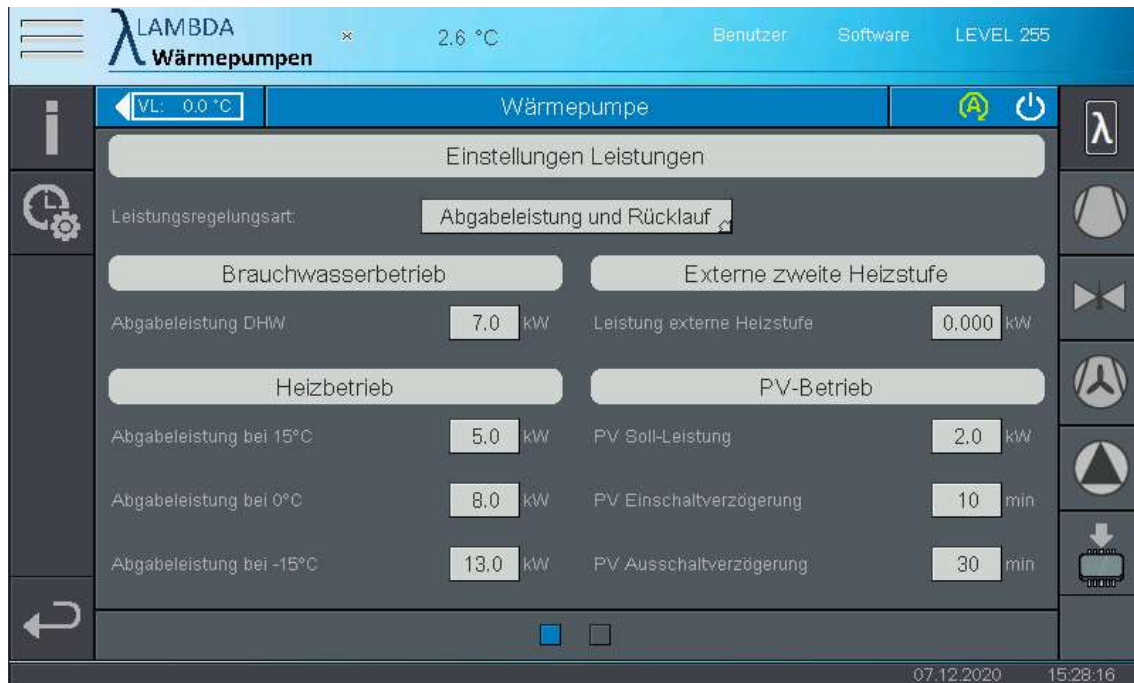 λ LAMBDA
Wärmepumpen
2.6 °C
Benutzer
Software
LEVEL 255
VL: 0.0 °C
Wärmepumpe
A
λ
Einstellungen Leistungen
Leistungsregelungsart:
Abgabeleistung und Rücklauf
Brauchwasserbetrieb
Externe zweite Heizstufe
Abgabeleistung DHW 7.0 kW
Leistung externe Heizstufe 0.000 kW
Heizbetrieb
PV-Betrieb
Abgabeleistung bei 15°C 5.0 kW
PV Soll-Leistung 2.0 kW
Abgabeleistung bei 0°C 8.0 kW
PV Einschaltverzögerung 10 min
Abgabeleistung bei -15°C 13.0 kW
PV Ausschaltverzögerung 30 min
07.12.2020 15:28:16